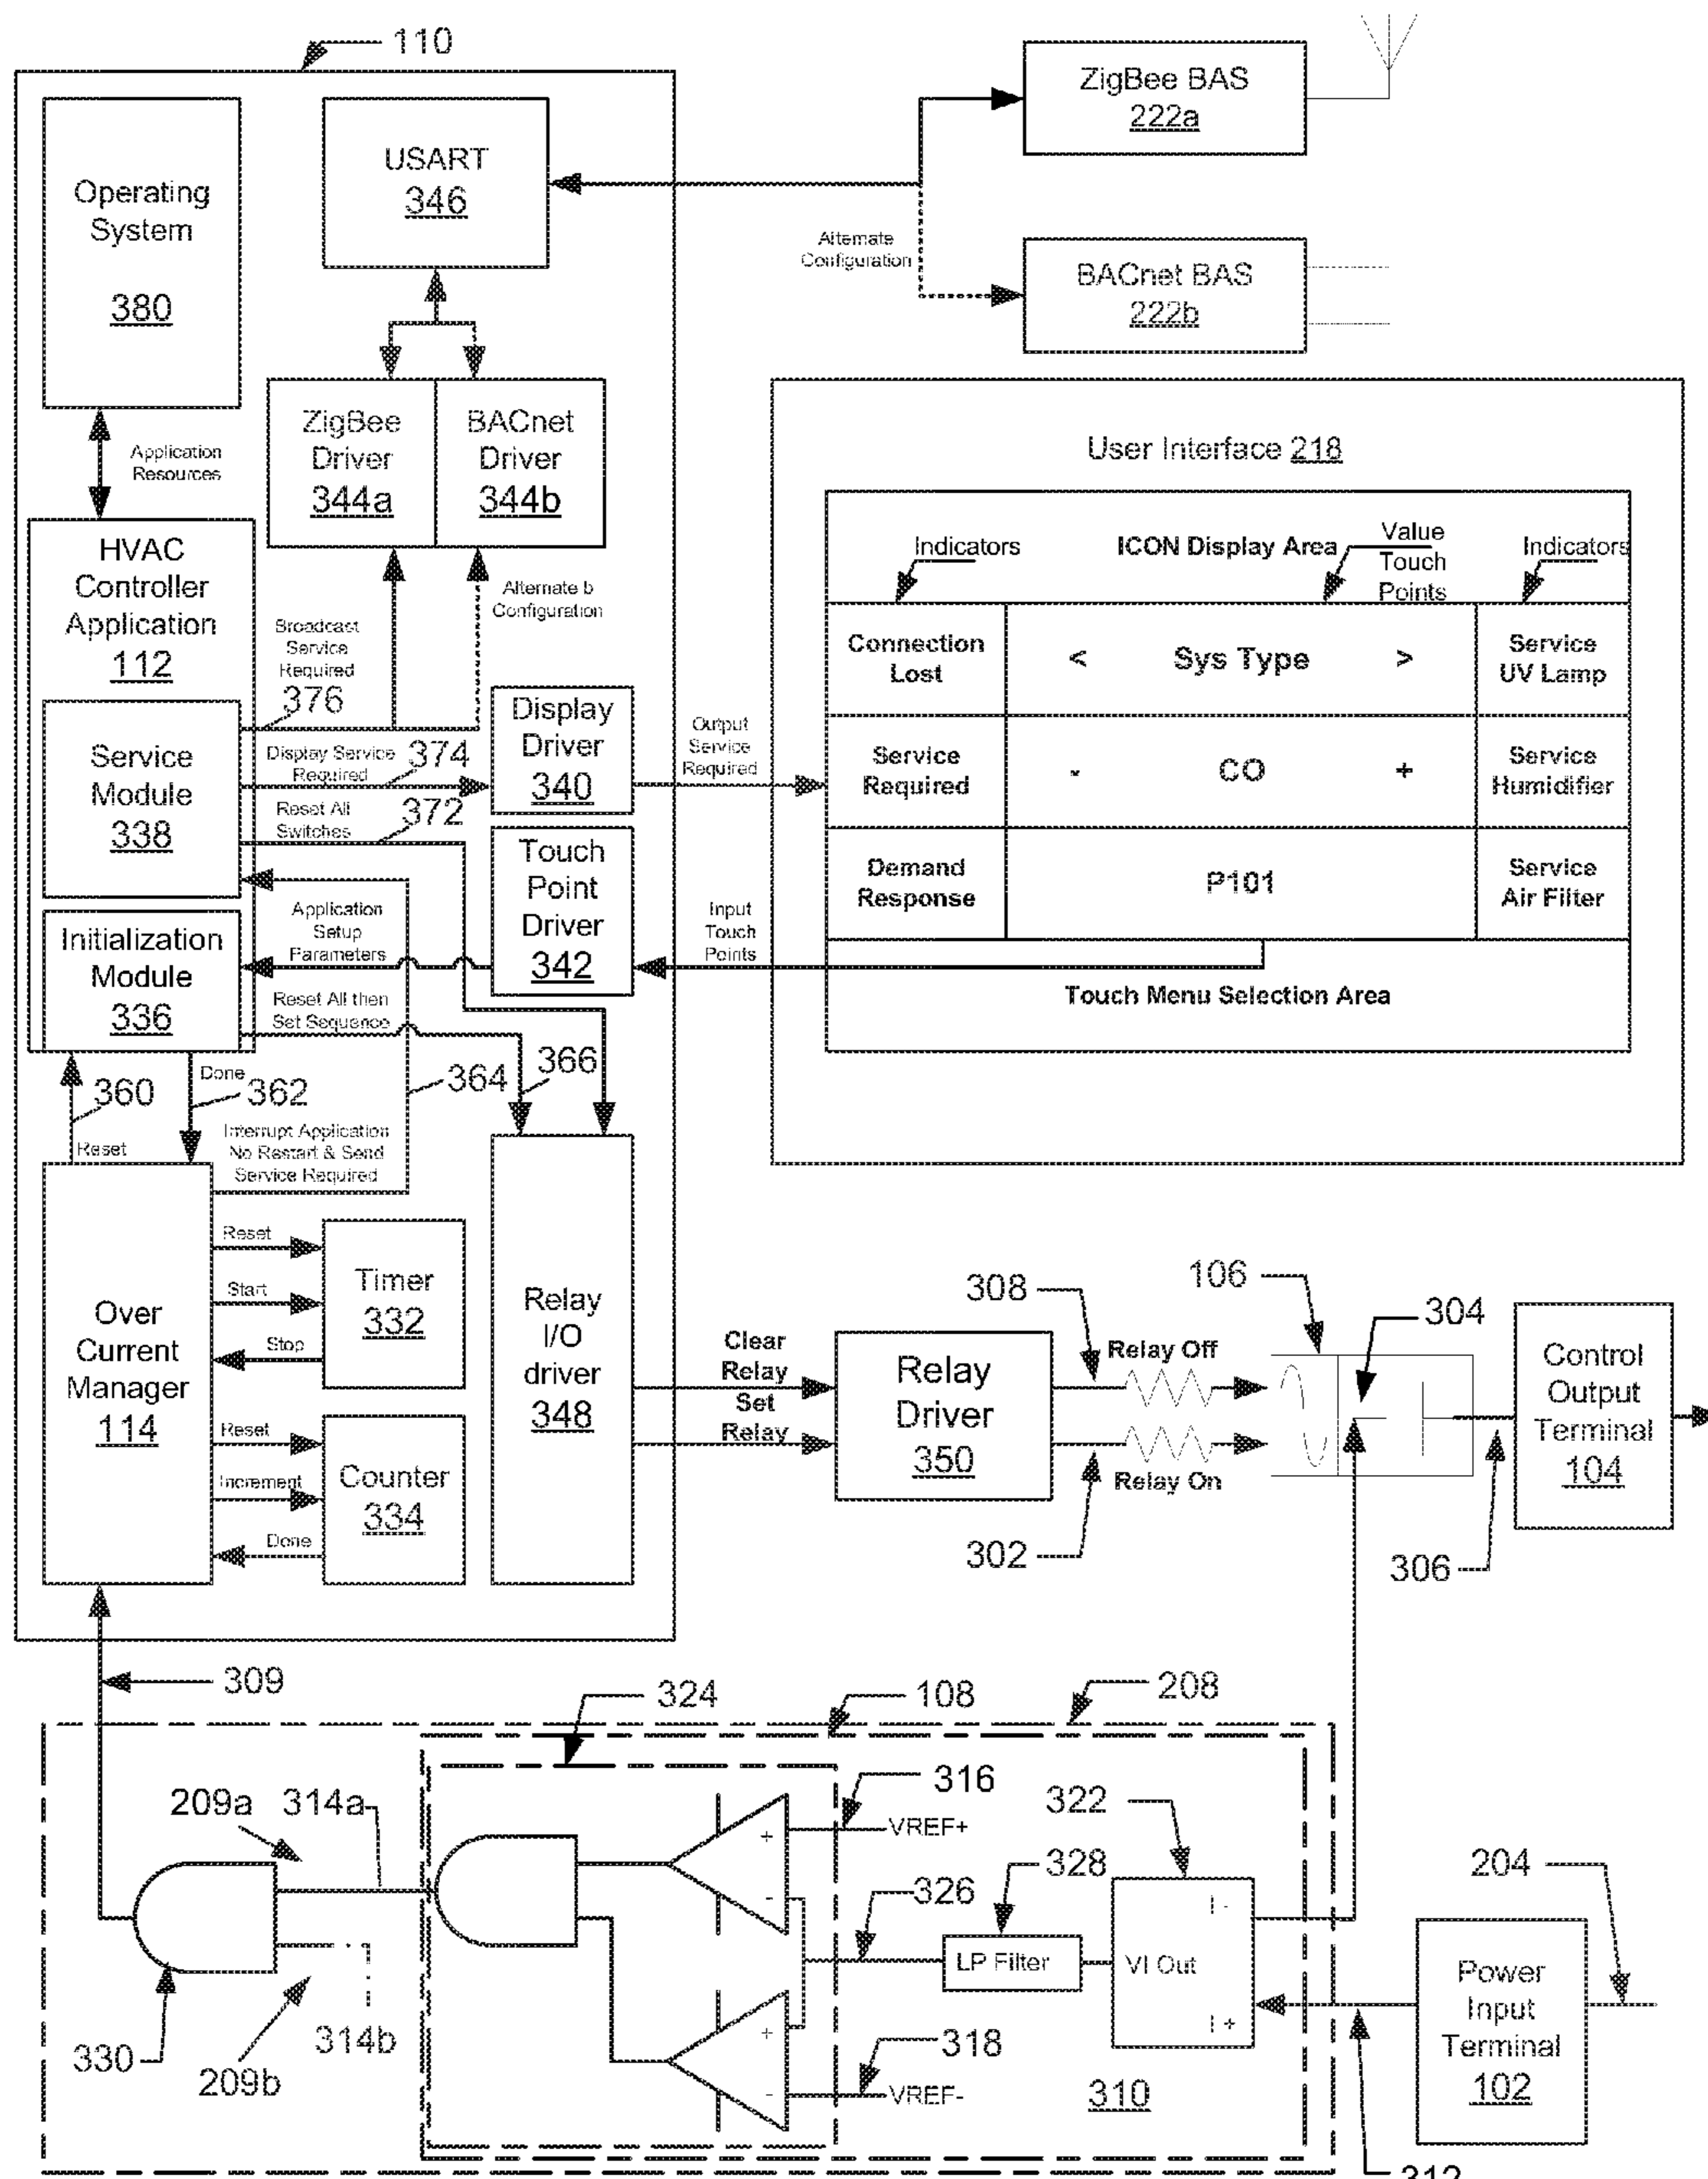 110
ZigBee BAS
222a
USART
346
Operating
System
380
Alternate
Configuration
BACnet BAS
222b
ZigBee
Driver
344a
BACnet
Driver
344b
Application
Resources
User Interface 218
Indicators
ICON Display Area
Value
Touch
Points
Indicators
HVAC
Controller
Application
112
Alternate b
Configuration
Broadcast
Service
Required
376
Connection
Lost
< Sys Type >
Service
UV Lamp
Service
Module
338
Display Service
Required
374
Display
Driver
340
Output
Service
Required
Service
Required
- CO +
Service
Humidifier
Reset All
Switches
372
Touch
Point
Driver
342
Demand
Response
P101
Service
Air Filter
Application
Setup
Parameters
Input
Touch
Points
Initialization
Module
336
Touch Menu Selection Area
Reset All then
Set Sequence
360
Done
362
364
366
Reset
Interrupt Application
No Restart & Send
Service Required
Over
Current
Manager
114
Reset
Start
Stop
Timer
332
Reset
Increment
Done
Counter
334
Relay
I/O
driver
348
Clear
Relay
Set
Relay
Relay
Driver
350
308
Relay Off
Relay On
302
106
304
306
Control
Output
Terminal
104
309
324
108
208
209a
314a
316
VREF+
322
328
326
204
+
-
LP Filter
VI Out
I -
I +
Power
Input
Terminal
102
+
-
318
VREF-
310
330
314b
209b
312